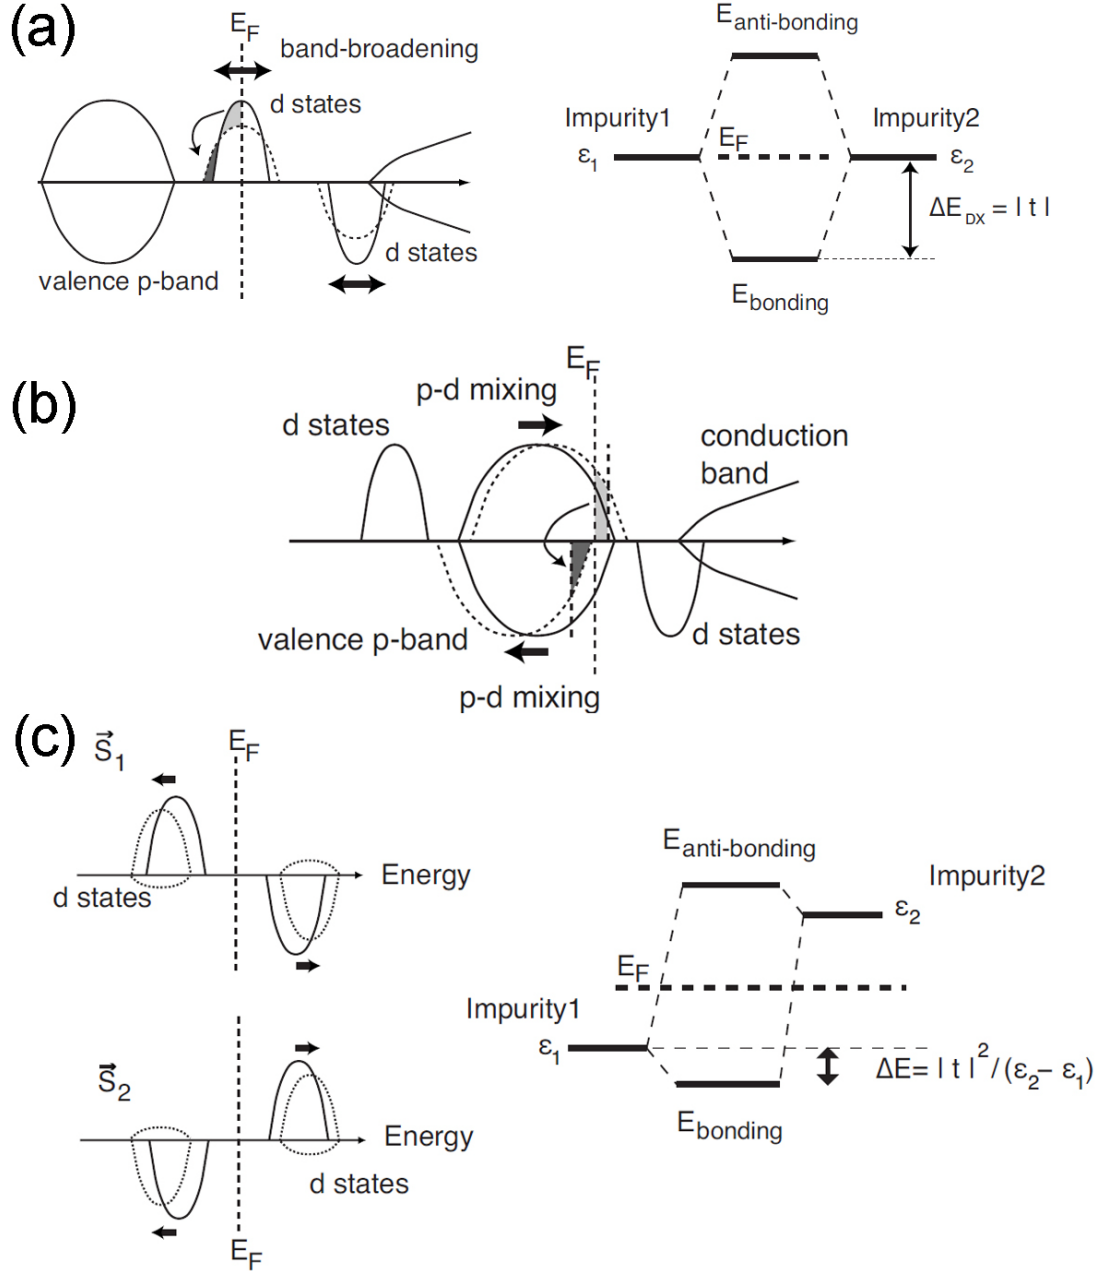 (a)
E_F
band-broadening
d states
valence p-band
d states
E_anti-bonding
Impurity1
Impurity2
ε_1
E_F
ε_2
ΔE_DX = | t |
E_bonding
(b)
E_F
p-d mixing
d states
conduction
band
valence p-band
d states
p-d mixing
(c)
S⃗_1
E_F
Energy
d states
S⃗_2
Energy
d states
E_F
E_anti-bonding
Impurity2
ε_2
E_F
Impurity1
ε_1
ΔE= | t |^2/(ε_2– ε_1)
E_bonding